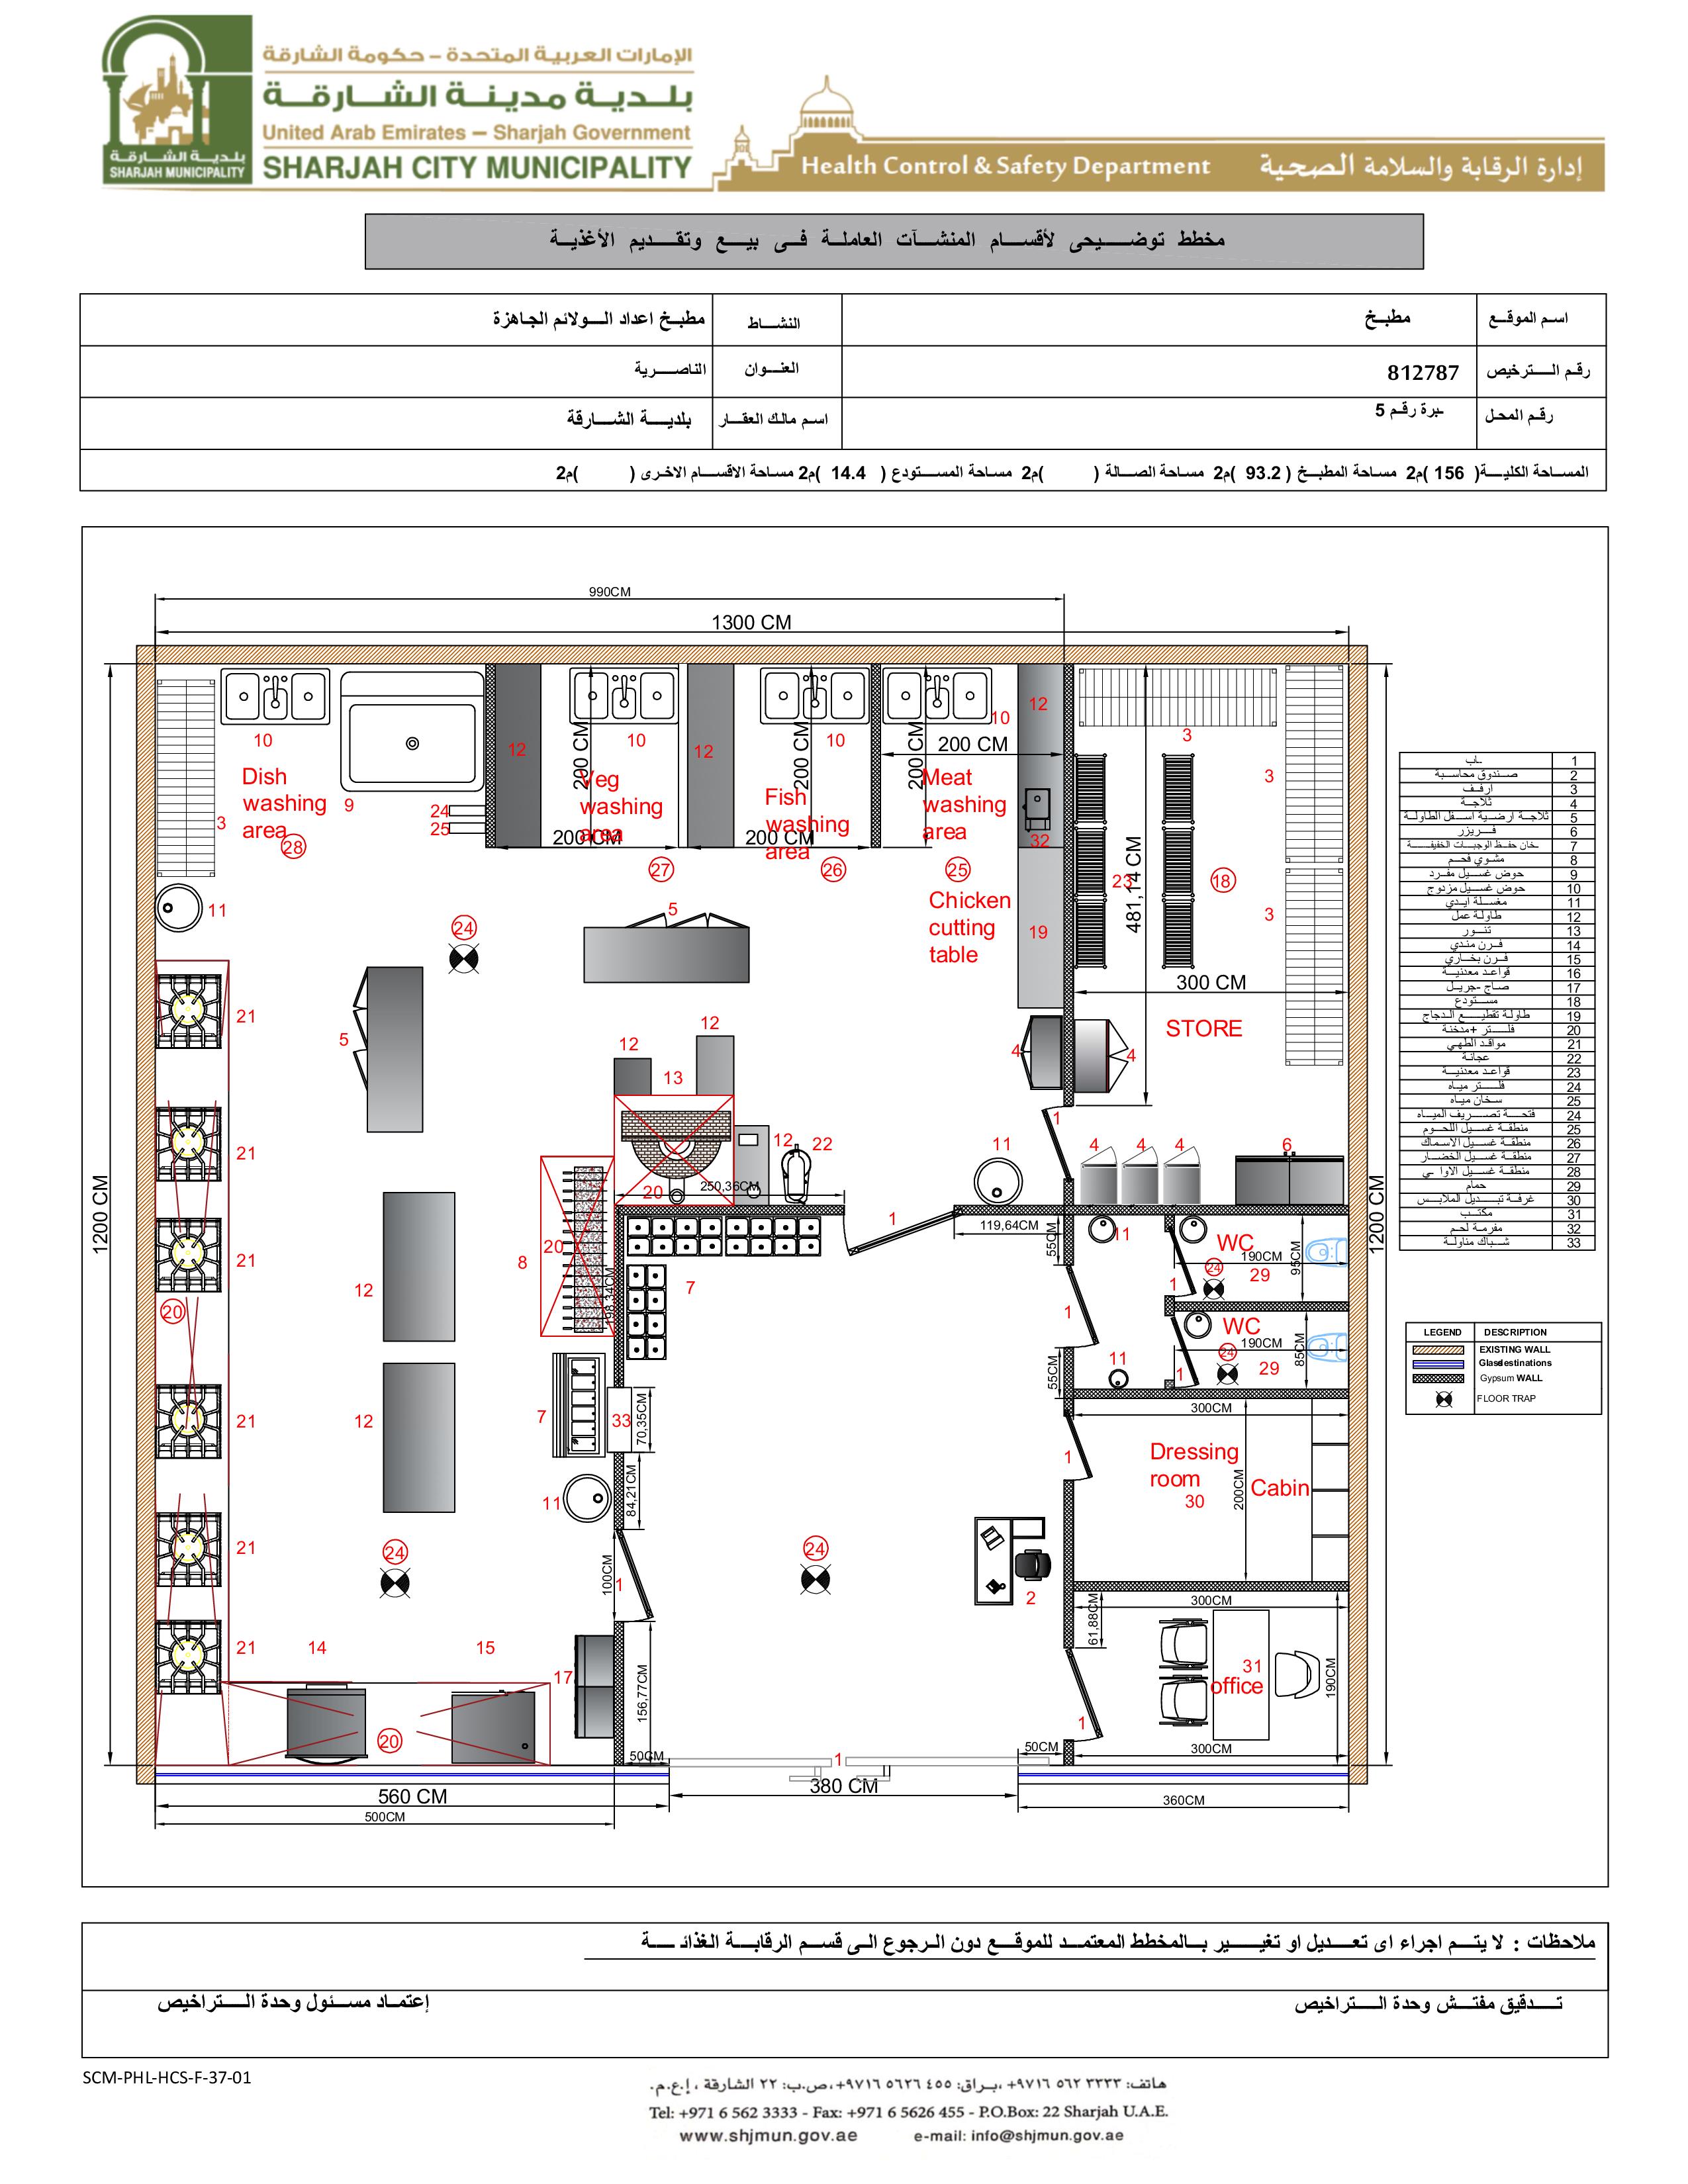 الإمارات العربية المتحدة – حكومة الشارقة
بلدية مدينة الشارقة
United Arab Emirates – Sharjah Government
SHARJAH CITY MUNICIPALITY
بلدية الشارقة
SHARJAH MUNICIPALITY
Health Control & Safety Department
إدارة الرقابة والسلامة الصحية
مخطط توضيحى لأقسام المنشآت العاملة فى بيع وتقديم الأغذية
اسم الموقع مطبخ النشاط مطبخ اعداد الولائم الجاهزة
رقم الترخيص 812787 العنوان الناصرية
رقم المحل برة رقم 5 اسم مالك العقار بلدية الشارقة
المساحة الكلية( 156 )م2 مساحة المطبخ ( 93.2 )م2 مساحة الصالة ( )م2 مساحة المستودع ( 14.4 )م2 مساحة الاقسام الاخرى ( )م2
990CM
1300 CM
1200 CM
10
Dish
washing
area
9
3
28
24
25
12
10
Veg
washing
area
200 CM
200 CM
27
12
10
Fish
washing
area
200 CM
200 CM
26
10
200 CM
200 CM
Meat
washing
area
25
12
32
Chicken
cutting
table
19
3
3
3
23
18
481,14 CM
300 CM
STORE
11
24
5
5
21
12
12
13
4
4
1
21
12
22
20
250,36CM
11
4
4
4
6
1200 CM
1
119,64CM
55CM
11
WC
190CM
24
29
95CM
1
21
20
8
198,34CM
7
12
20
1
WC
190CM
24
29
85CM
1
11
55CM
300CM
21
12
7
33
70,35CM
1
Dressing
room
30
200CM
Cabin
11
84,21CM
21
24
100CM
1
24
2
300CM
61,88CM
21
14
15
17
156,77CM
31
office
190CM
1
20
50CM
1
50CM
300CM
560 CM
380 CM
360CM
500CM
باب 1
صندوق محاسبة 2
ارفف 3
ثلاجة 4
ثلاجة ارضية اسفل الطاولة 5
فريزر 6
خان حفظ الوجبات الخفيفة 7
مشوي فحم 8
حوض غسيل مفرد 9
حوض غسيل مزدوج 10
مغسلة ايدي 11
طاولة عمل 12
تنور 13
فرن مندي 14
فرن بخاري 15
قواعد معدنية 16
صاج -جريل 17
مستودع 18
طاولة تقطيع الدجاج 19
فلتر +مدخنة 20
مواقد الطهي 21
عجانة 22
قواعد معدنية 23
فلتر مياه 24
سخان مياه 25
فتحة تصريف المياه 24
منطقة غسيل اللحوم 25
منطقة غسيل الاسماك 26
منطقة غسيل الخضار 27
منطقة غسيل الاوا ي 28
حمام 29
غرفة تبديل الملابس 30
مكتب 31
مفرمة لحم 32
شباك مناولة 33
LEGEND DESCRIPTION
EXISTING WALL
Glassdestinations
Gypsum WALL
FLOOR TRAP
ملاحظات : لا يتم اجراء اى تعديل او تغيير بالمخطط المعتمد للموقع دون الرجوع الى قسم الرقابة الغذائـة
تدقيق مفتش وحدة التراخيص
إعتماد مسئول وحدة التراخيص
SCM-PHL-HCS-F-37-01
هاتف: ٣٣٣٣ ٥٦٢ ٩٧١٦+ ،براق: ٤٥٥ ٥٦٢٦ ٩٧١٦+،ص.ب: ٢٢ الشارقة ، إ.ع.م.
Tel: +971 6 562 3333 - Fax: +971 6 5626 455 - P.O.Box: 22 Sharjah U.A.E.
www.shjmun.gov.ae e-mail: info@shjmun.gov.ae